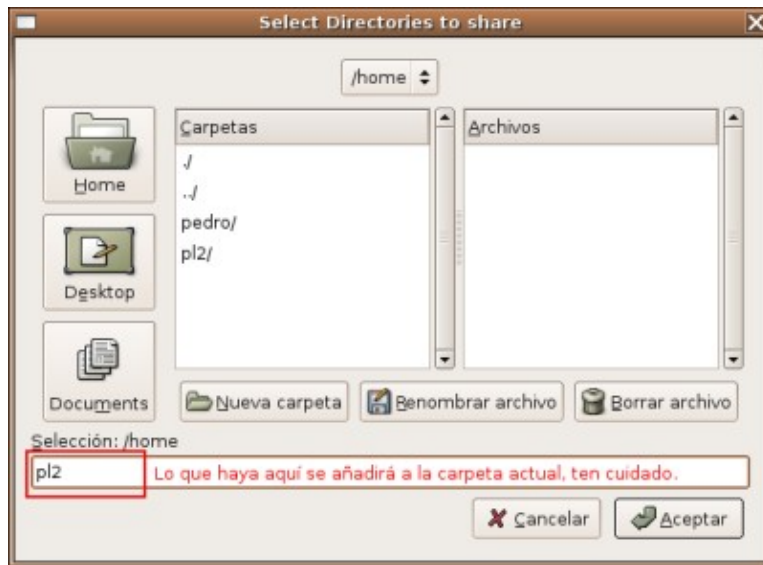 Select Directories to share
/home
Home
Desktop
Documents
Carpetas
./
../
pedro/
pl2/
Archivos
Nueva carpeta
Renombrar archivo
Borrar archivo
Selección: /home
pl2 Lo que haya aquí se añadirá a la carpeta actual, ten cuidado.
Cancelar
Aceptar